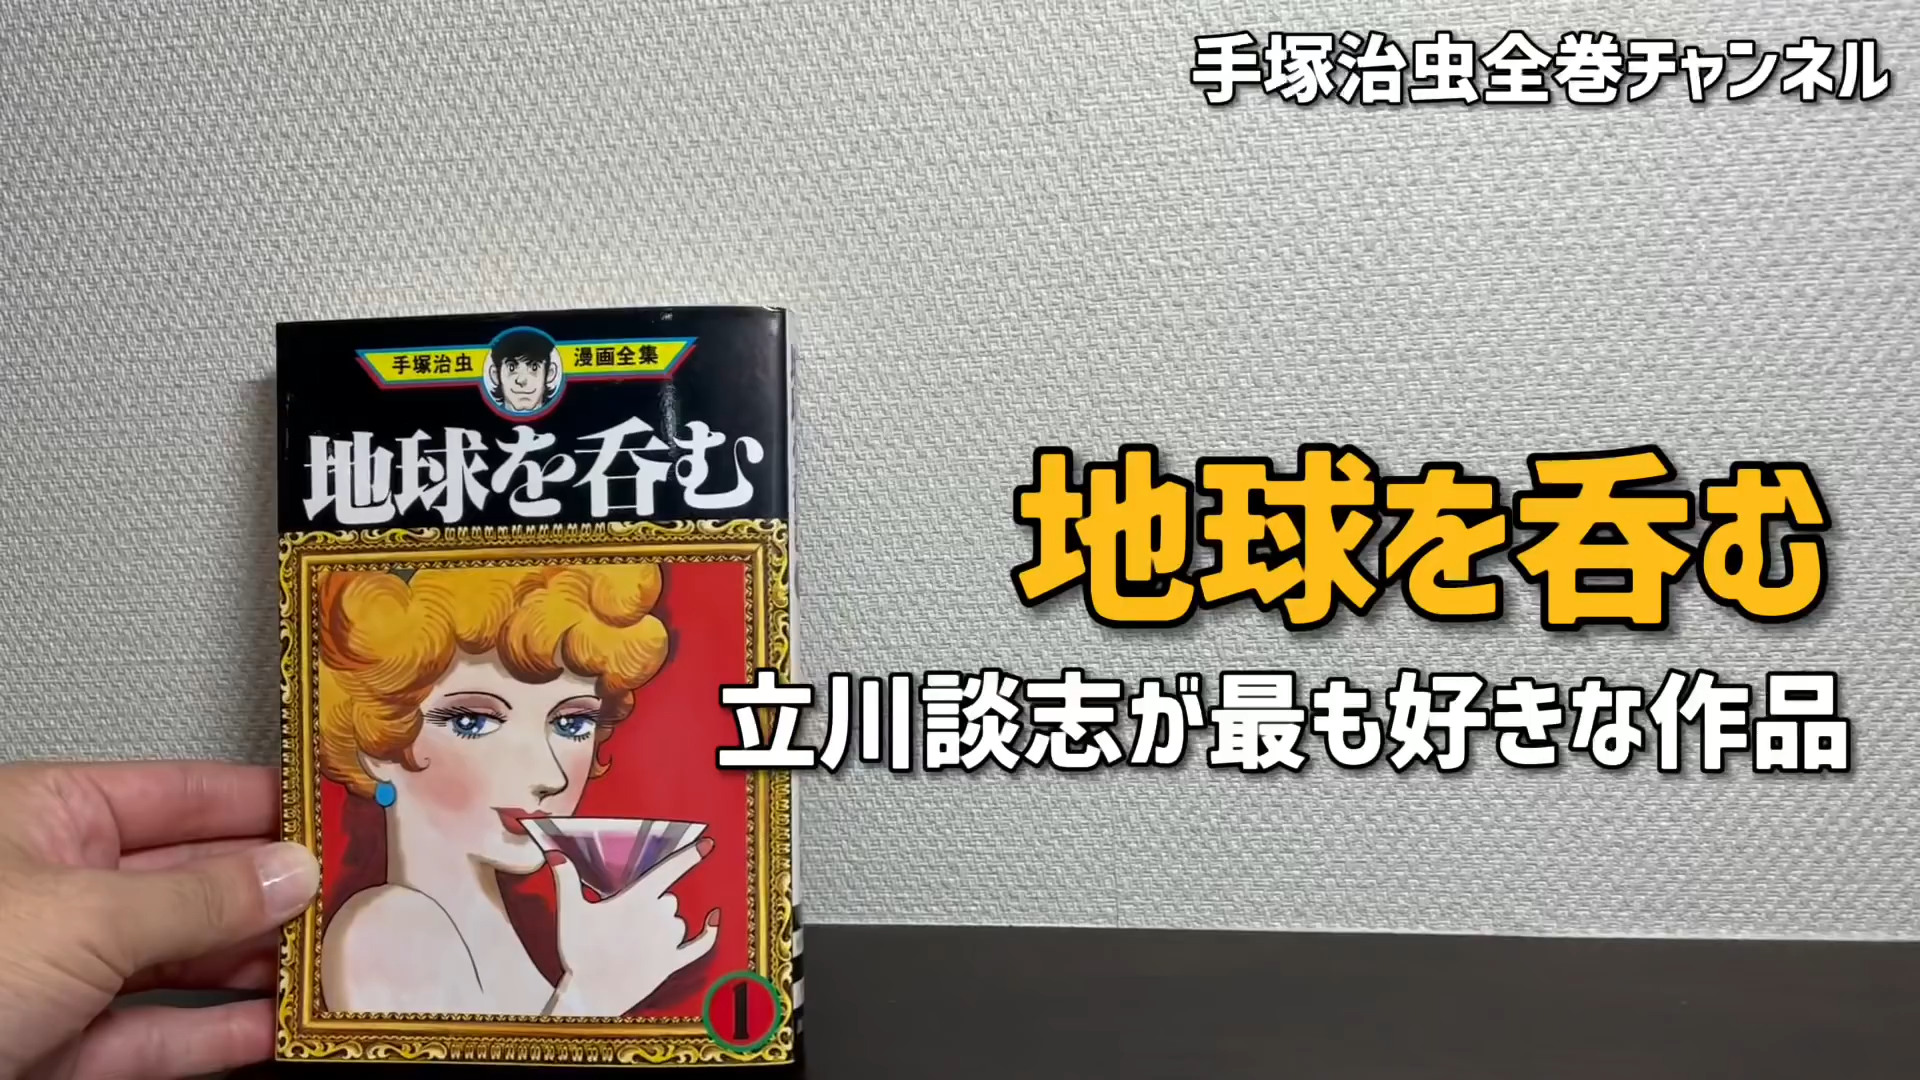 手塚治虫全巻チャンネル
手塚治虫 漫画全集
地球を呑む
地球を呑む
立川談志が最も好きな作品
1